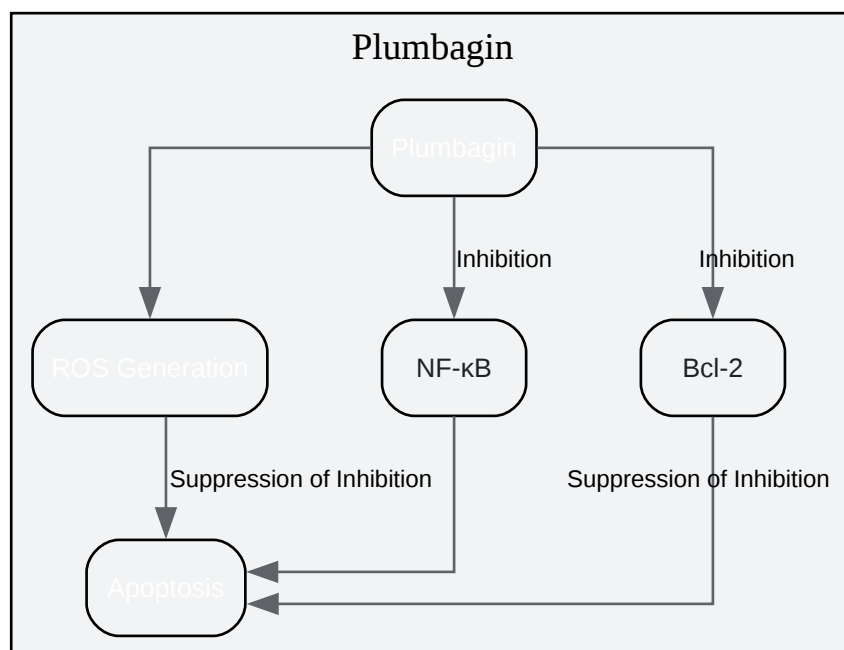 Plumbagin
Plumbagin
Inhibition
Inhibition
ROS Generation
NF-κB
Bcl-2
Suppression of Inhibition
Suppression of Inhibition
Apoptosis